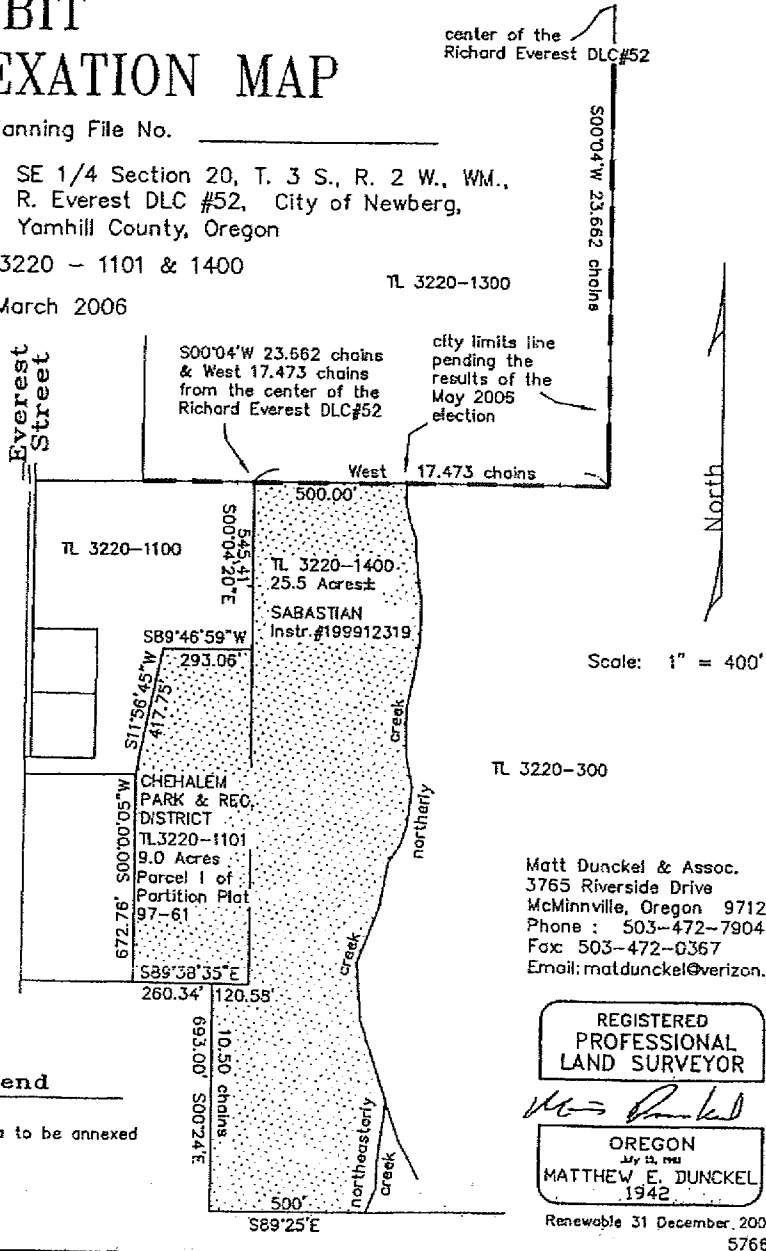 BIT
EXATION MAP
anning File No.
SE 1/4 Section 20, T. 3 S., R. 2 W., WM.,
R. Everest DLC #52, City of Newberg,
Yamhill County, Oregon
3220 - 1101 & 1400
March 2006
center of the
Richard Everest DLC#52
S00°04'W 23.662 chains
TL 3220-1300
Everest
Street
S00°04'W 23.662 chains
& West 17.473 chains
from the center of the
Richard Everest DLC#52
city limits line
pending the
results of the
May 2006
election
West 17.473 chains
500.00'
North
TL 3220-1100
545.41'
S00°04'20"E
TL 3220-1400
25.5 Acres±
SABASTIAN
Instr.#199912319
S89°46'59"W
293.06'
S11°56'45"W
417.75'
Scale: 1" = 400'
creek
northerly
TL 3220-300
CHEHALEM
PARK & REC.
DISTRICT
TL3220-1101
9.0 Acres
Parcel I of
Partition Plat
97-61
672.76' S00°00'05"W
S89°38'35"E
260.34' 120.58'
creek
10.50 chains
693.00' S00°24'E
northeasterly
creek
500'
S89°25'E
Matt Dunckel & Assoc.
3765 Riverside Drive
McMinnville, Oregon 9712
Phone : 503-472-7904
Fax: 503-472-0367
Email: matdunckel@verizon.
REGISTERED
PROFESSIONAL
LAND SURVEYOR
OREGON
MATTHEW E. DUNCKEL
1942
Renewable 31 December, 200
5766
end
a to be annexed